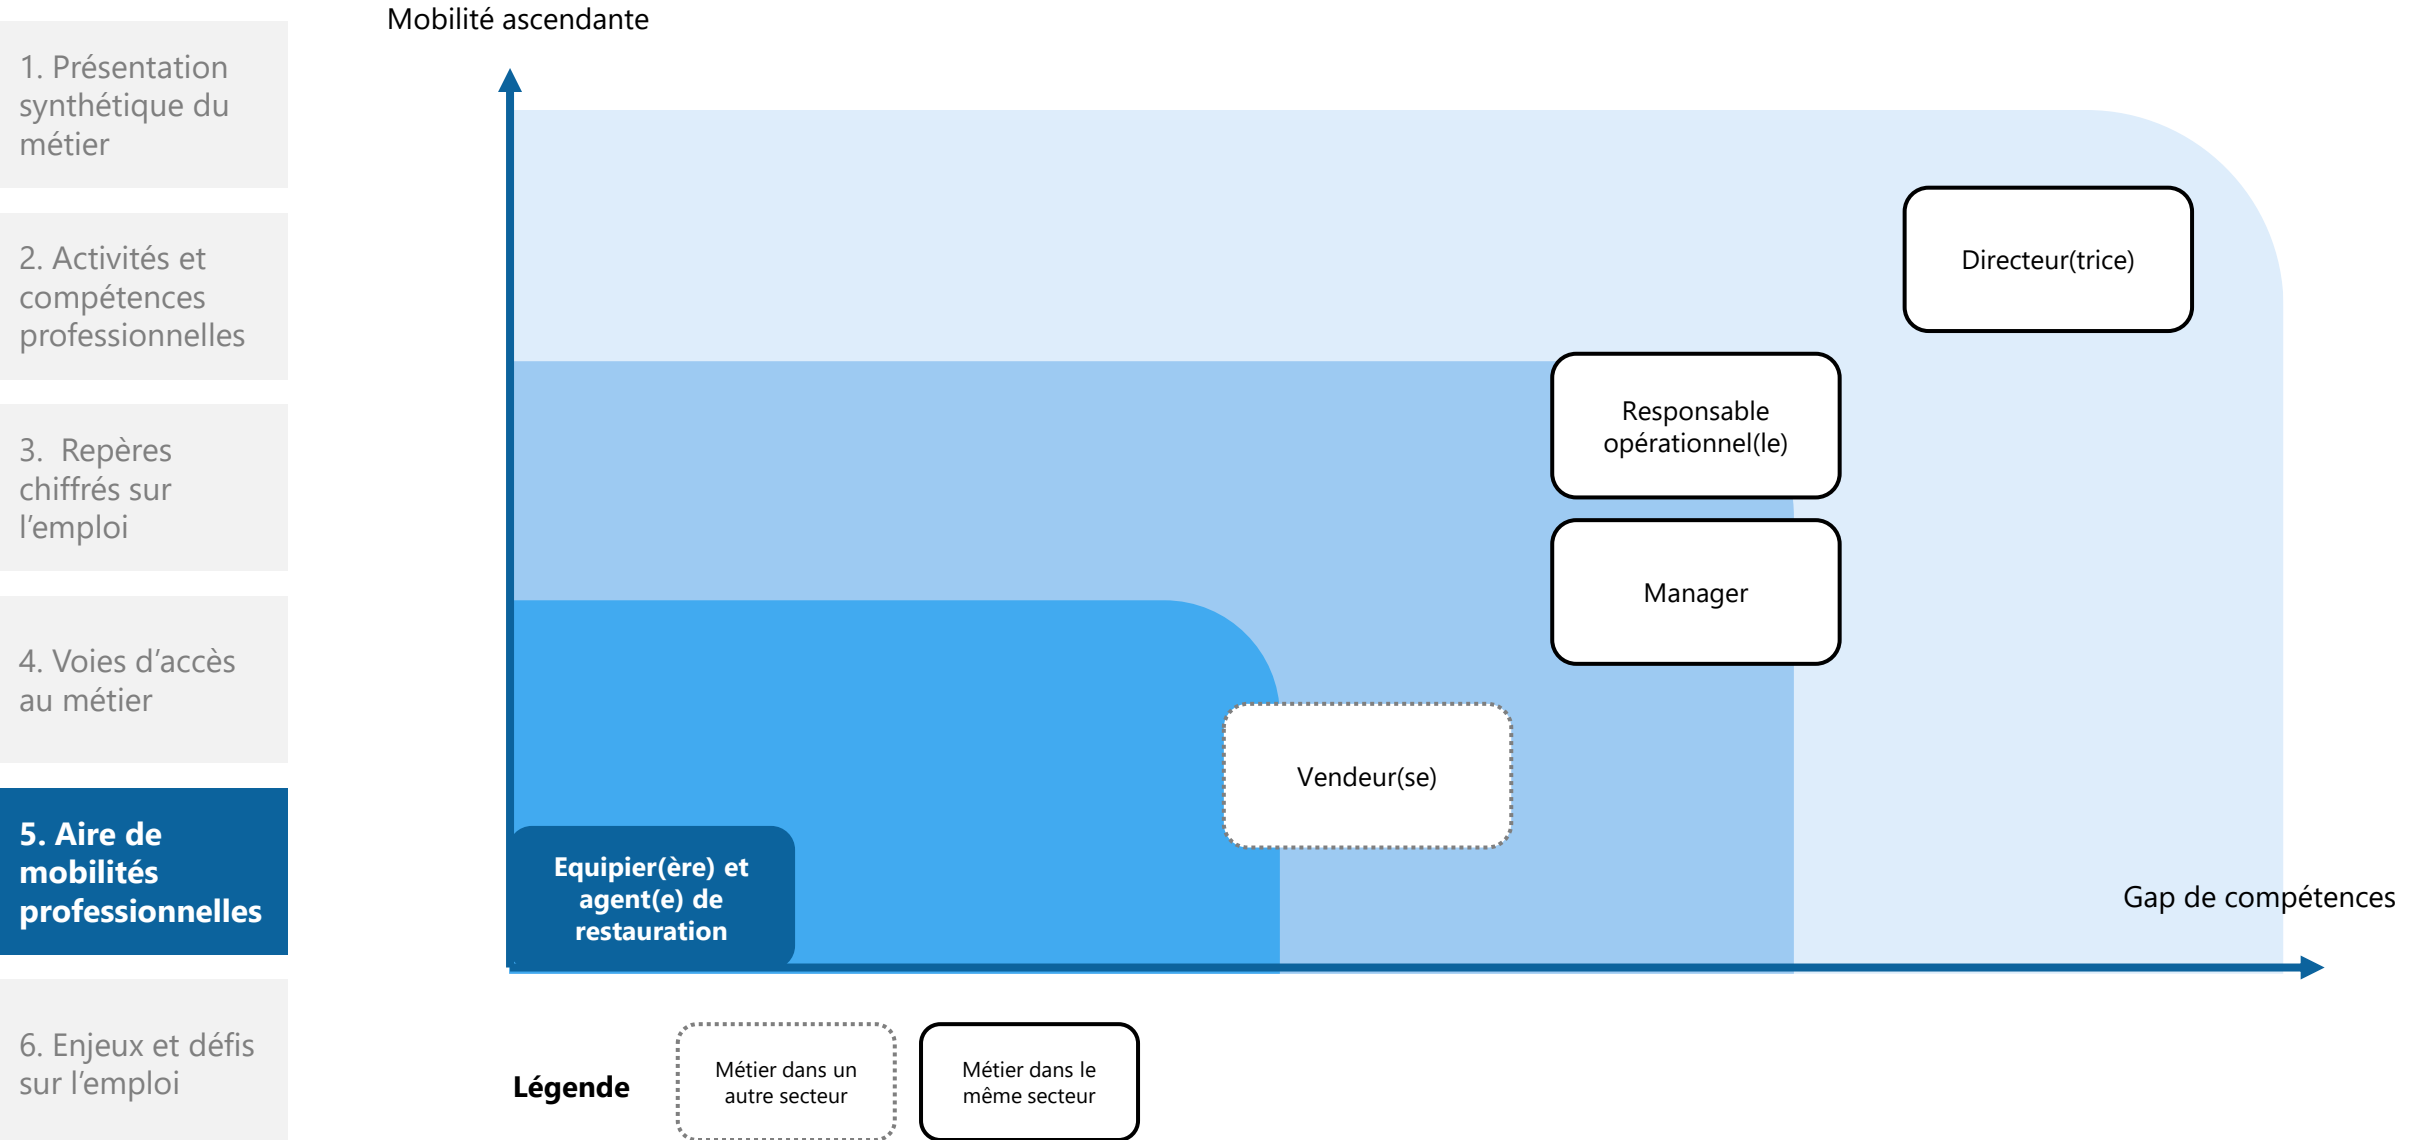 Mobilité ascendante
1. Présentation
synthétique du
métier
2. Activités et
compétences
professionnelles
3.  Repères
chiffrés sur
l’emploi
4. Voies d’accès
au métier
5. Aire de
mobilités
professionnelles
6. Enjeux et défis
sur l’emploi
Directeur(trice)
Responsable
opérationnel(le)
Manager
Vendeur(se)
Equipier(ère) et
agent(e) de
restauration
Gap de compétences
Légende
Métier dans un
autre secteur
Métier dans le
même secteur